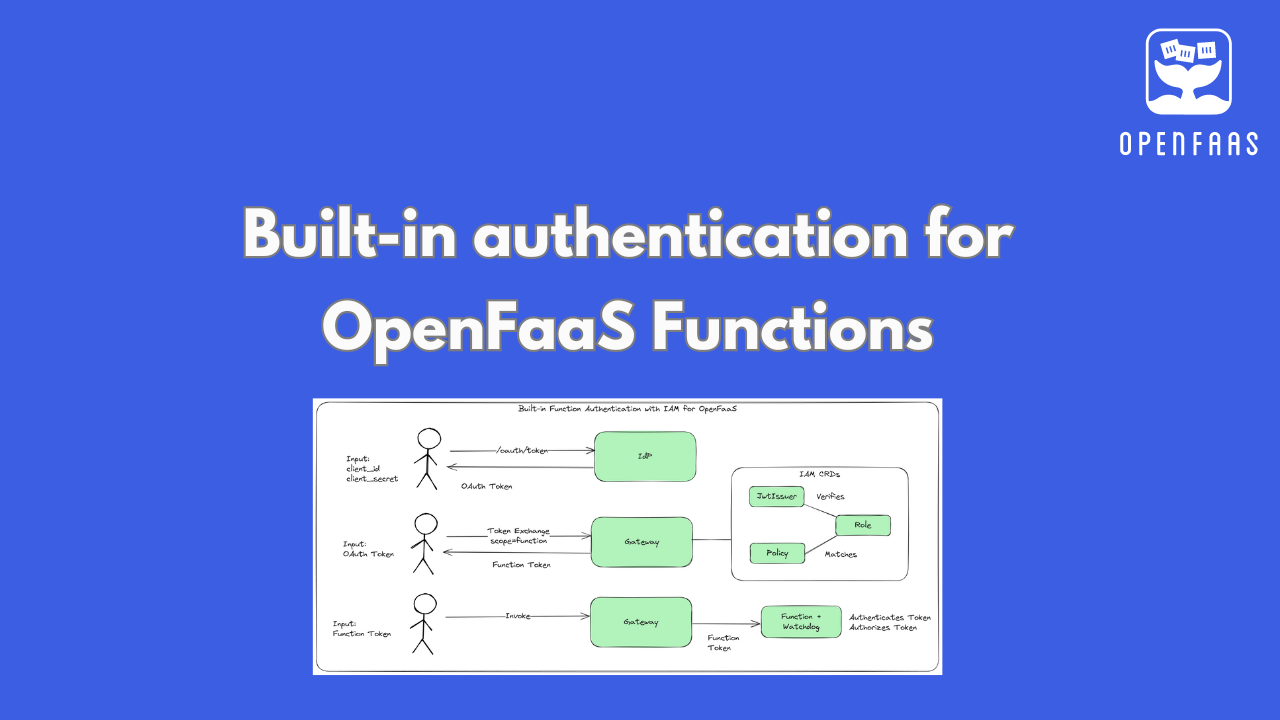 OPENFAAS
Built-in authentication for
OpenFaaS Functions
Built-in Function Authentication with IAM for OpenFaaS
Input:
client_id
client_secret
/oauth/token
OAuth Token
IdP
Input:
OAuth Token
Token Exchange
scope=function
Function Token
Gateway
IAM CRDs
JwtIssuer
Verifies
Role
Policy
Matches
Input:
Function Token
Invoke
Gateway
Function
Token
Function +
Watchdog
Authenticates Token
Authorizes Token